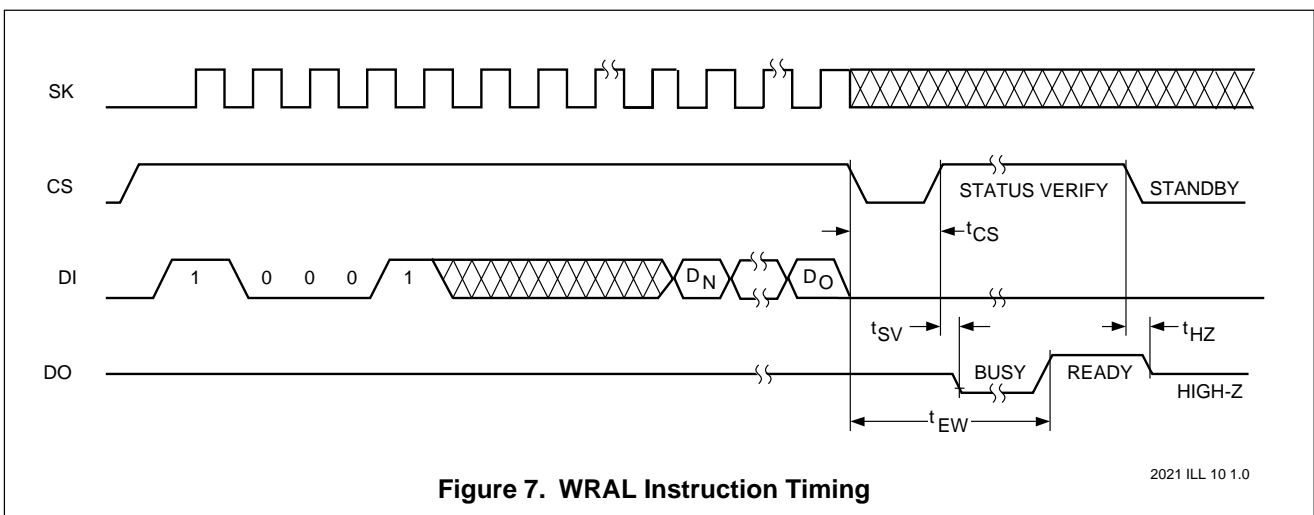 SK
CS
STATUS VERIFY
STANDBY
tCS
DI
1
0
0
0
1
DN
DO
tSV
tHZ
DO
BUSY
READY
HIGH-Z
tEW
Figure 7. WRAL Instruction Timing
2021 ILL 10 1.0